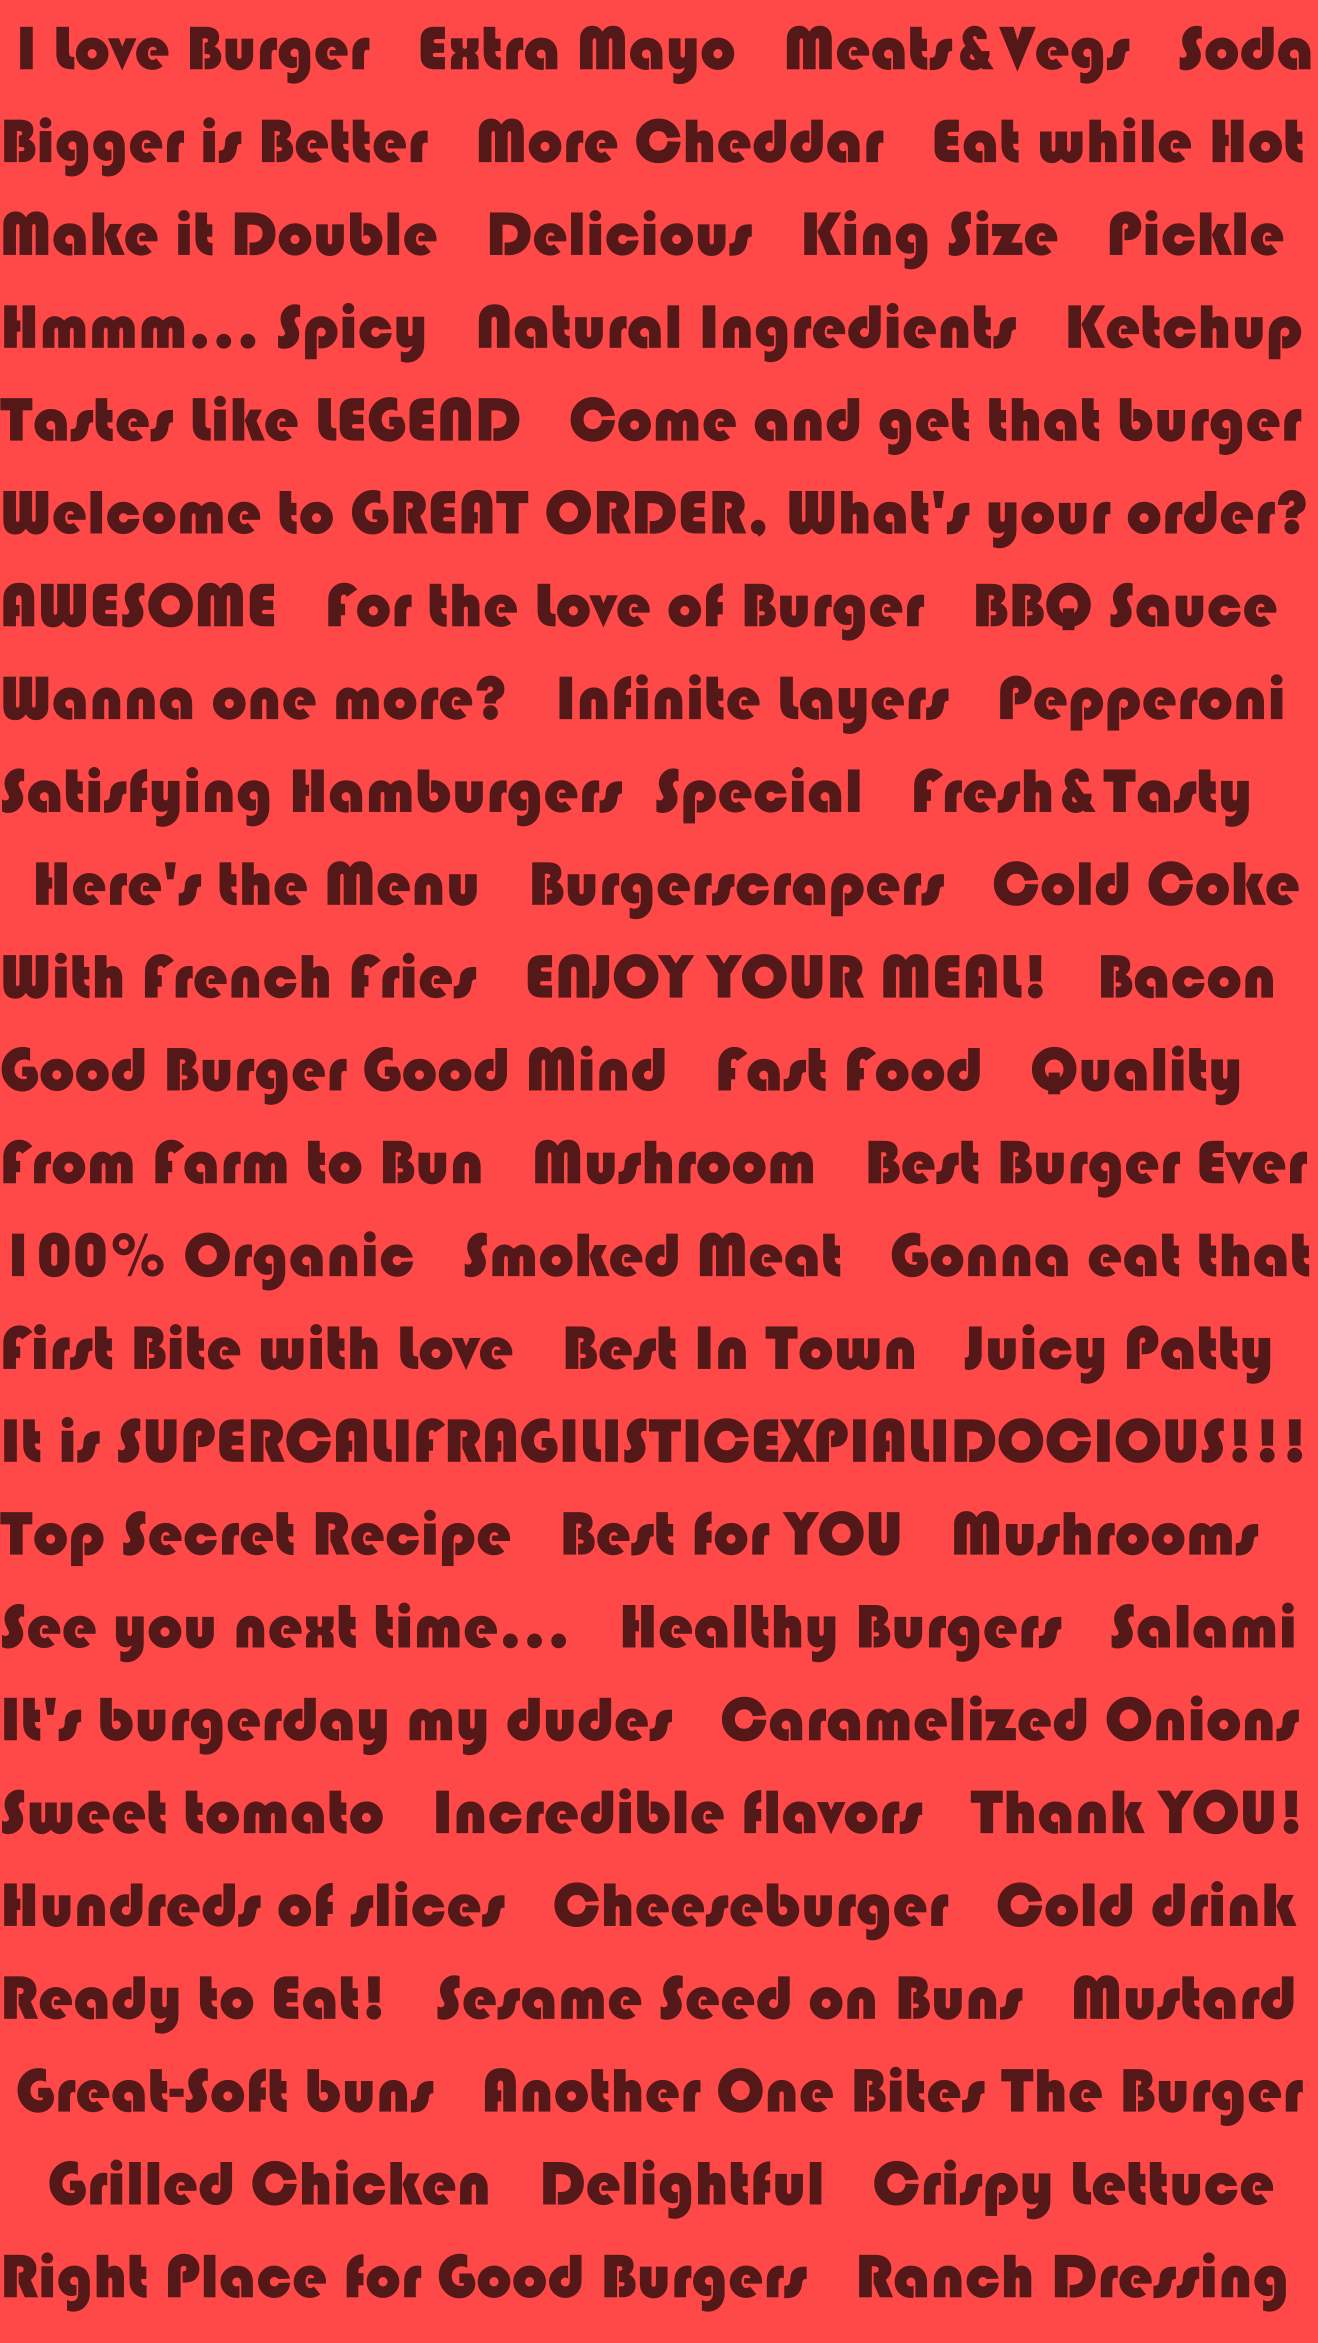 I Love Burger Extra Mayo Meats&Vegs Soda
Bigger is Better More Cheddar Eat while Hot
Make it Double Delicious King Size Pickle
Hmmm... Spicy Natural Ingredients Ketchup
Tastes Like LEGEND Come and get that burger
Welcome to GREAT ORDER, What's your order?
AWESOME For the Love of Burger BBQ Sauce
Wanna one more? Infinite Layers Pepperoni
Satisfying Hamburgers Special Fresh&Tasty
Here's the Menu Burgerscrapers Cold Coke
With French Fries ENJOY YOUR MEAL! Bacon
Good Burger Good Mind Fast Food Quality
From Farm to Bun Mushroom Best Burger Ever
100% Organic Smoked Meat Gonna eat that
First Bite with Love Best In Town Juicy Patty
It is SUPERCALIFRAGILISTICEXPIALIDOCIOUS!!!
Top Secret Recipe Best for YOU Mushrooms
See you next time... Healthy Burgers Salami
It's burgerday my dudes Caramelized Onions
Sweet tomato Incredible flavors Thank YOU!
Hundreds of slices Cheeseburger Cold drink
Ready to Eat! Sesame Seed on Buns Mustard
Great-Soft buns Another One Bites The Burger
Grilled Chicken Delightful Crispy Lettuce
Right Place for Good Burgers Ranch Dressing